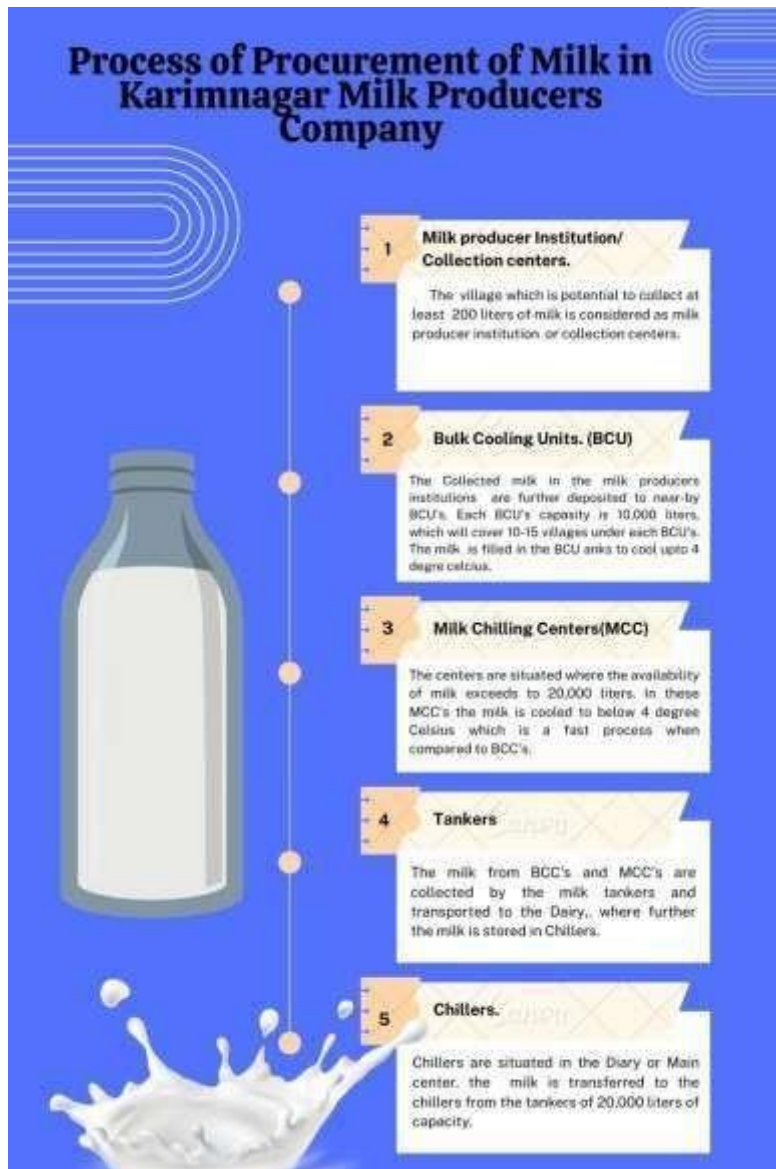 Process of Procurement of Milk in
Karimnagar Milk Producers
Company
1
Milk producer Institution/
Collection centers.
The village which is potential to collect at
least 200 liters of milk is considered as milk
producer institution or collection centers.
2
Bulk Cooling Units. (BCU)
The Collected milk in the milk producers
institutions are further deposited to near-by
BCU's. Each BCU's capacity is 10,000 liters,
which will cover 10-15 villages under each BCU's.
The milk is filled in the BCU anks to cool upto 4
degre celcius.
3
Milk Chilling Centers(MCC)
The centers are situated where the availability
of milk exceeds to 20,000 liters. In these
MCC's the milk is cooled to below 4 degree
Celsius which is a fast process when
compared to BCC's.
4
Tankers
The milk from BCC's and MCC's are
collected by the milk tankers and
transported to the Dairy,. where further
the milk is stored in Chillers.
5
Chillers.
Chillers are situated in the Diary or Main
center. the milk is transferred to the
chillers from the tankers of 20,000 liters of
capacity.